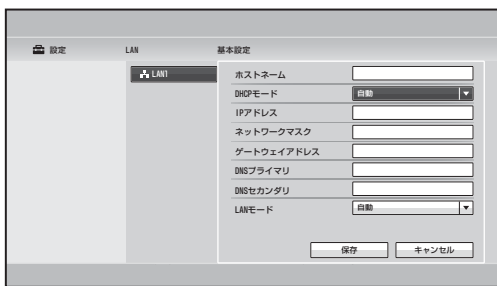 設定 LAN 基本設定
LAN1
ホストネーム
DHCPモード 自動
IPアドレス
ネットワークマスク
ゲートウェイアドレス
DNSプライマリ
DNSセカンダリ
LANモード 自動
保存 キャンセル